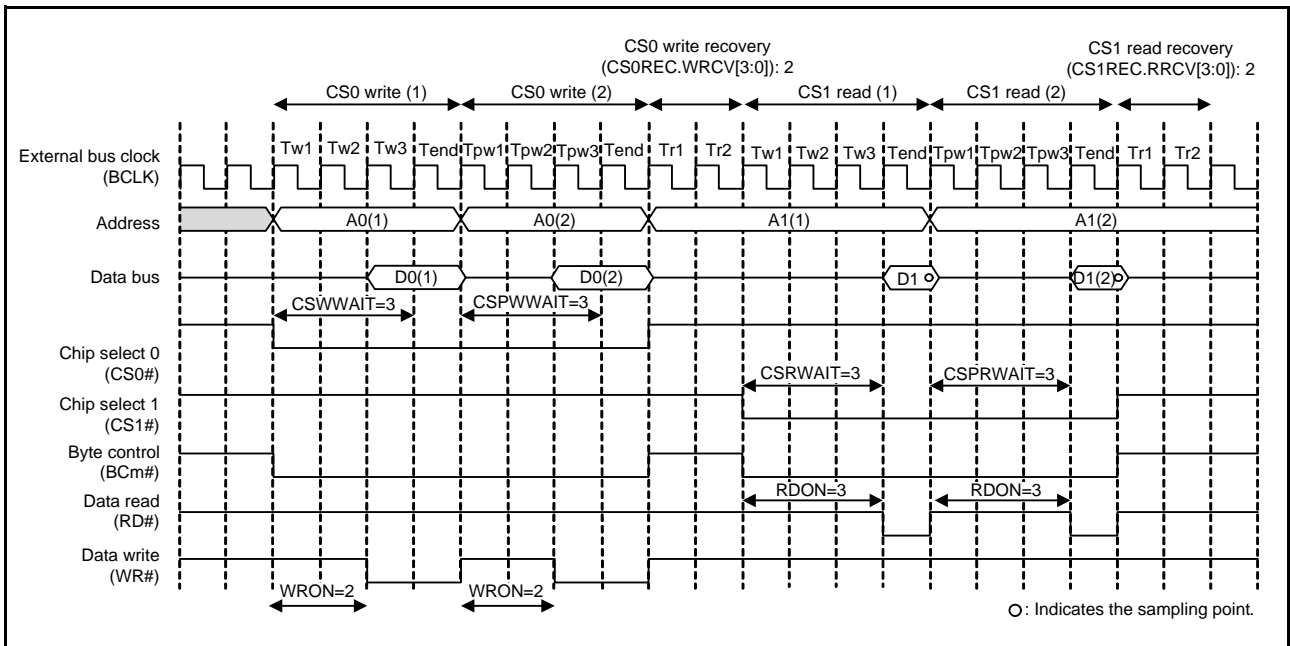 CS0 write recovery
(CS0REC.WRCV[3:0]): 2
CS1 read recovery
(CS1REC.RRCV[3:0]): 2
CS0 write (1)
CS0 write (2)
CS1 read (1)
CS1 read (2)
External bus clock
(BCLK)
Tw1 Tw2 Tw3 Tend Tpw1 Tpw2 Tpw3 Tend Tr1 Tr2 Tw1 Tw2 Tw3 Tend Tpw1 Tpw2 Tpw3 Tend Tr1 Tr2
Address
A0(1) A0(2) A1(1) A1(2)
Data bus
D0(1) D0(2) D1 D1(2)
CSWWAIT=3 CSPWWAIT=3
Chip select 0
(CS0#)
CSRWAIT=3 CSPRWAIT=3
Chip select 1
(CS1#)
Byte control
(BCm#)
RDON=3 RDON=3
Data read
(RD#)
Data write
(WR#)
WRON=2 WRON=2
: Indicates the sampling point.